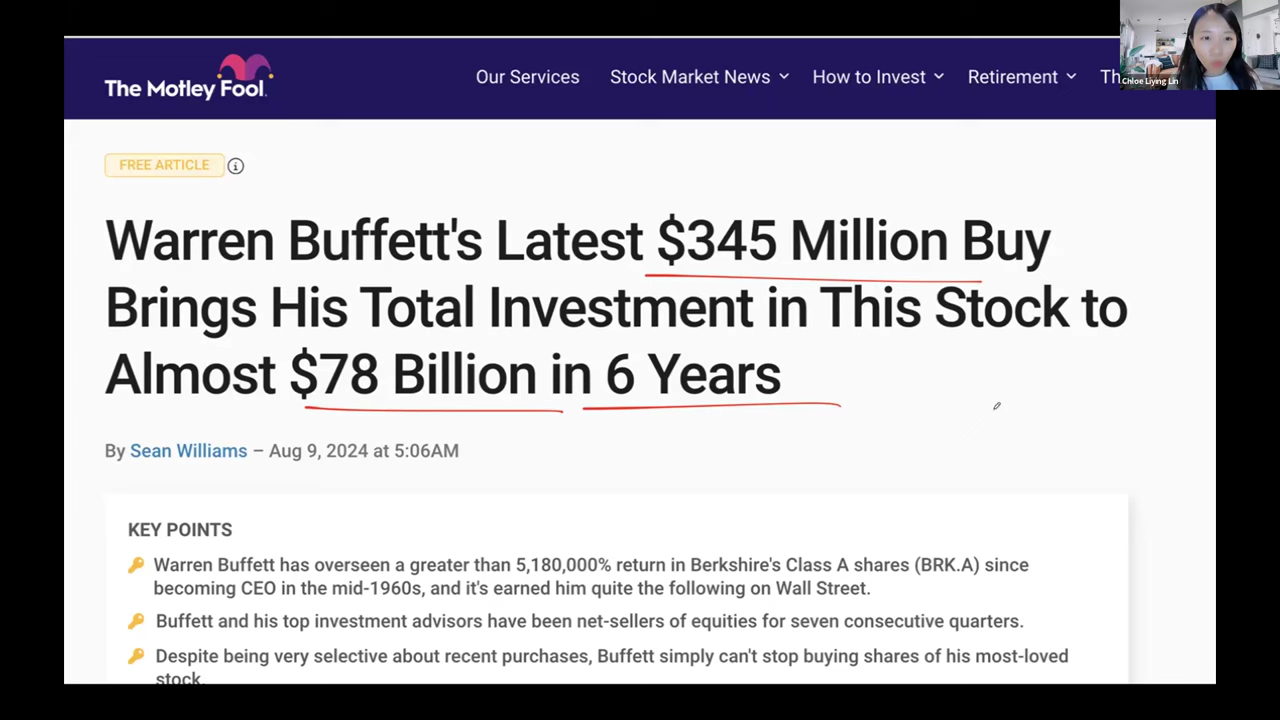 The Motley Fool.
Our Services
Stock Market News
How to Invest
Retirement
Th
Chloe Liying Lin
FREE ARTICLE
Warren Buffett's Latest $345 Million Buy
Brings His Total Investment in This Stock to
Almost $78 Billion in 6 Years
By Sean Williams – Aug 9, 2024 at 5:06AM
KEY POINTS
Warren Buffett has overseen a greater than 5,180,000% return in Berkshire's Class A shares (BRK.A) since
becoming CEO in the mid-1960s, and it's earned him quite the following on Wall Street.
Buffett and his top investment advisors have been net-sellers of equities for seven consecutive quarters.
Despite being very selective about recent purchases, Buffett simply can't stop buying shares of his most-loved
stock.